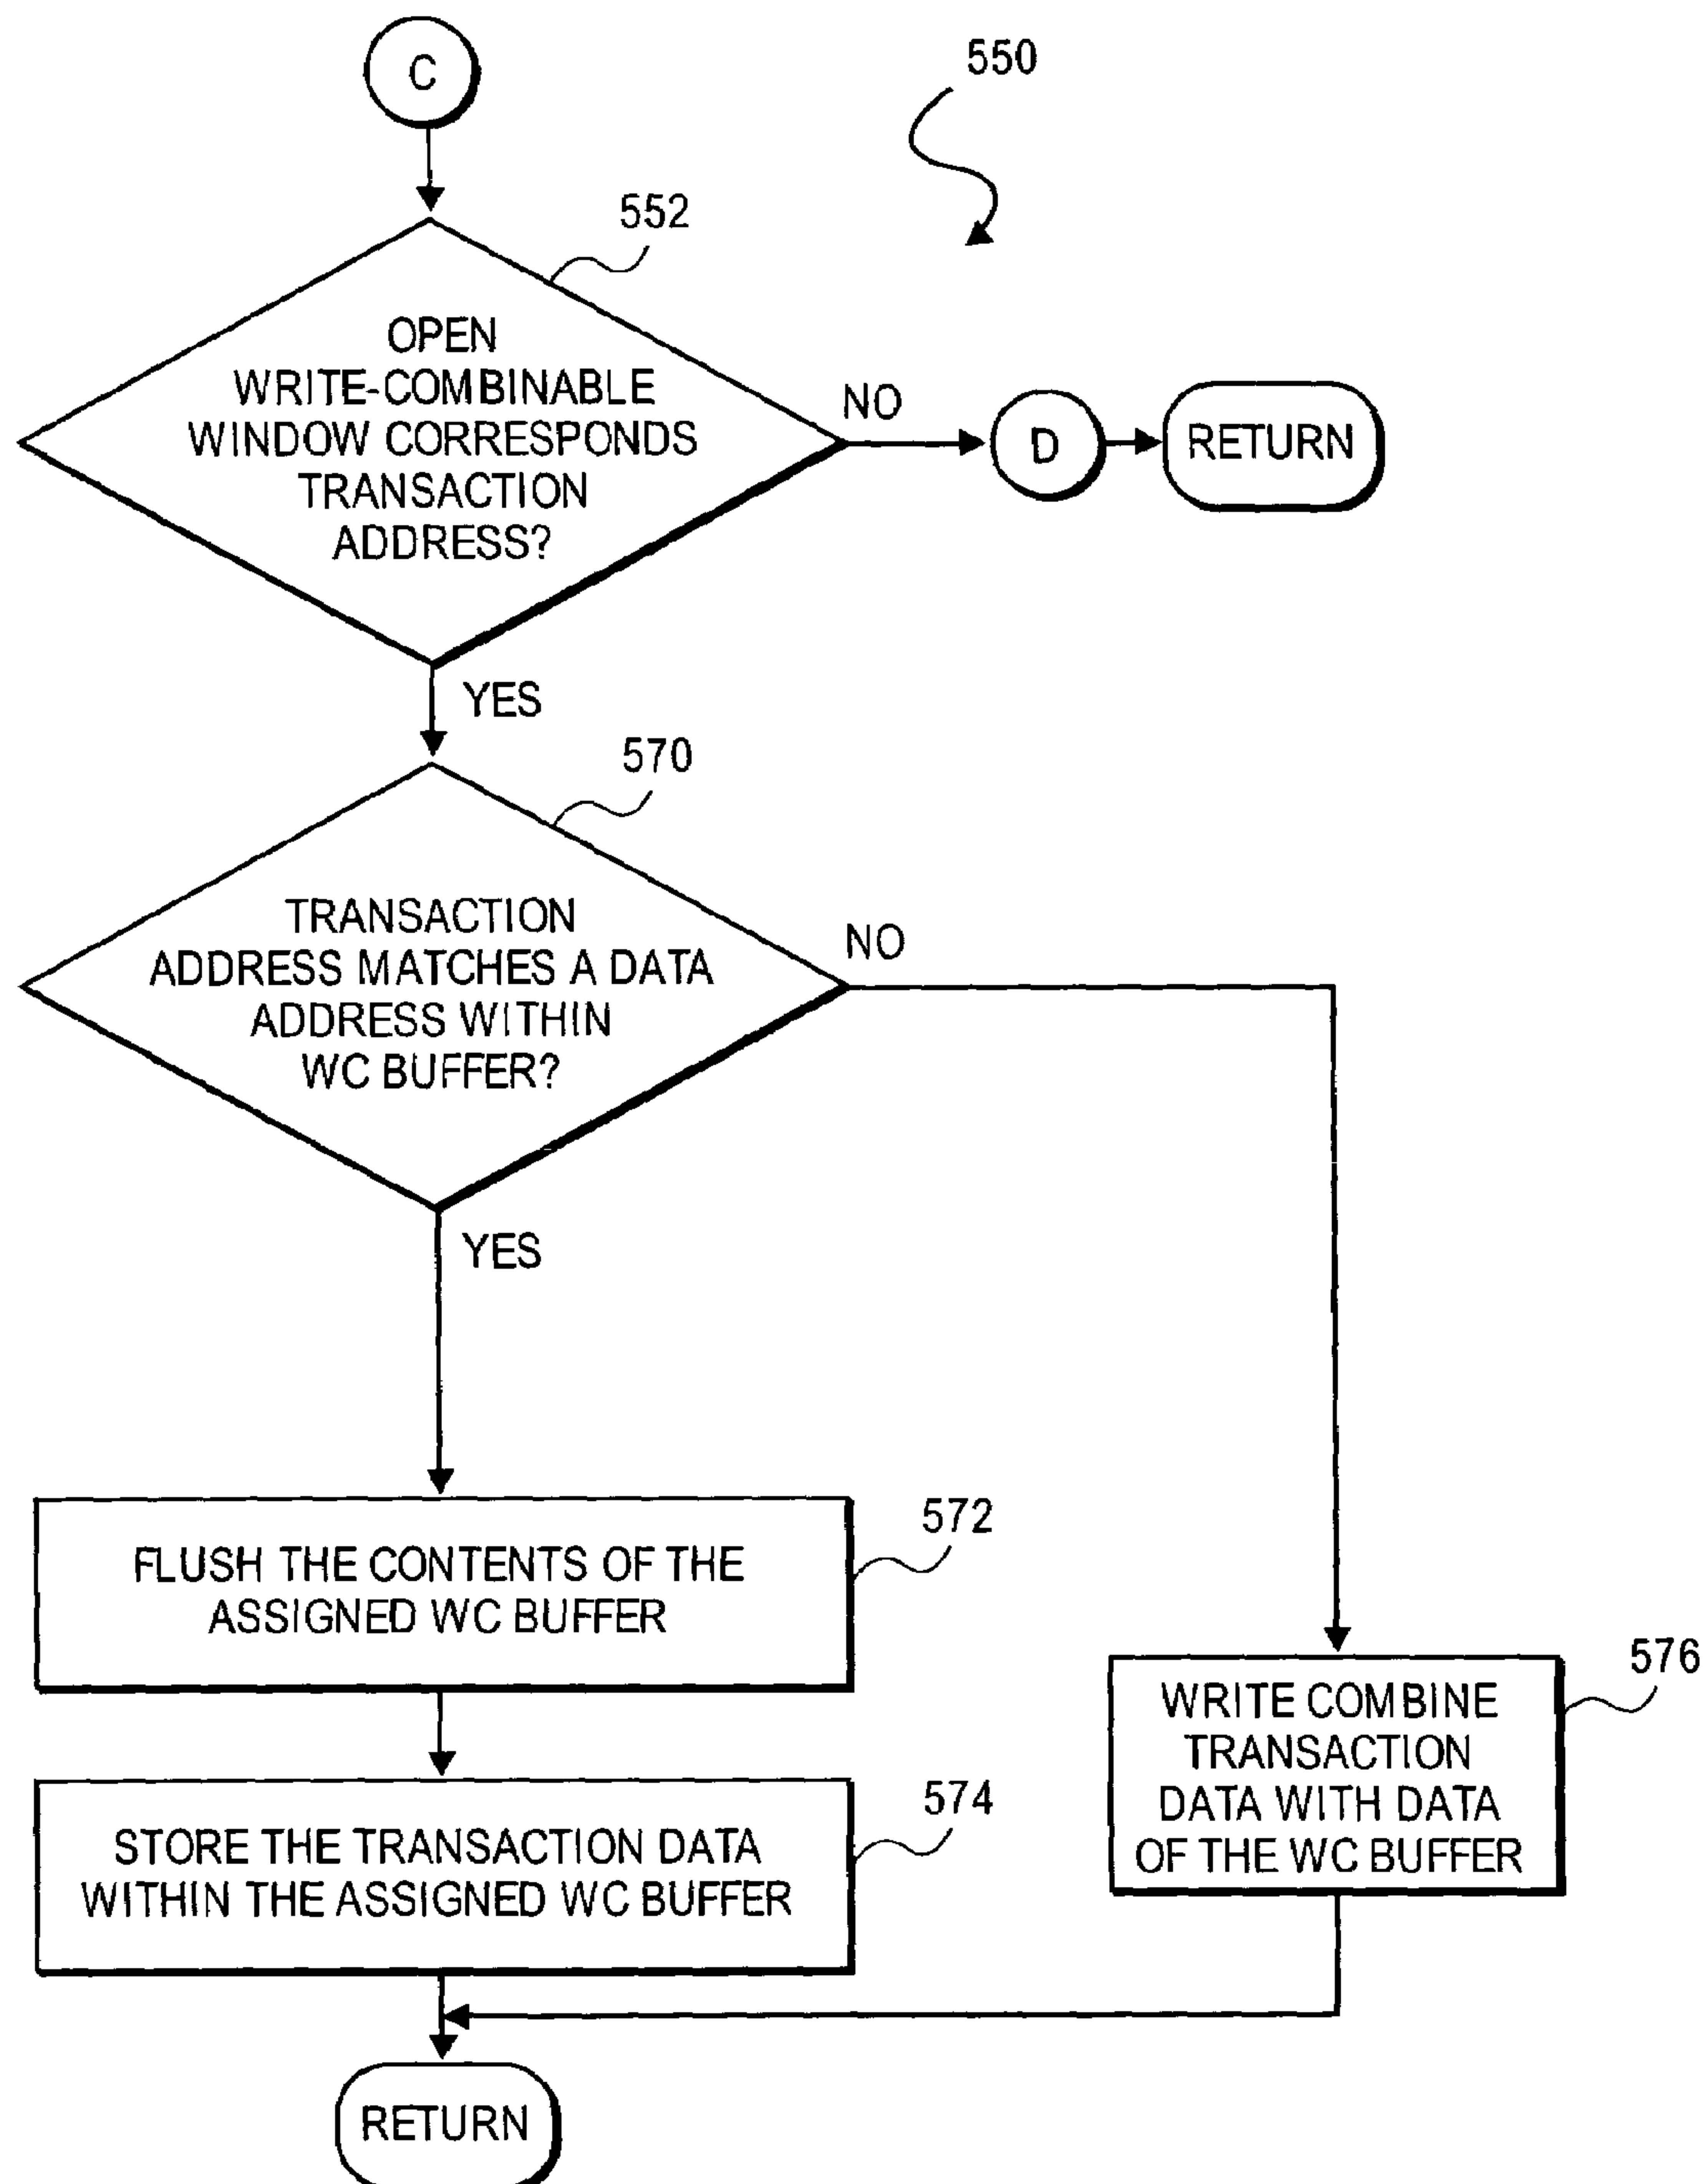 C
550
552
OPEN
WRITE-COMBINABLE
WINDOW CORRESPONDS
TRANSACTION
ADDRESS?
NO
D
RETURN
YES
570
TRANSACTION
ADDRESS MATCHES A DATA
ADDRESS WITHIN
WC BUFFER?
NO
YES
572
FLUSH THE CONTENTS OF THE
ASSIGNED WC BUFFER
574
STORE THE TRANSACTION DATA
WITHIN THE ASSIGNED WC BUFFER
576
WRITE COMBINE
TRANSACTION
DATA WITH DATA
OF THE WC BUFFER
RETURN